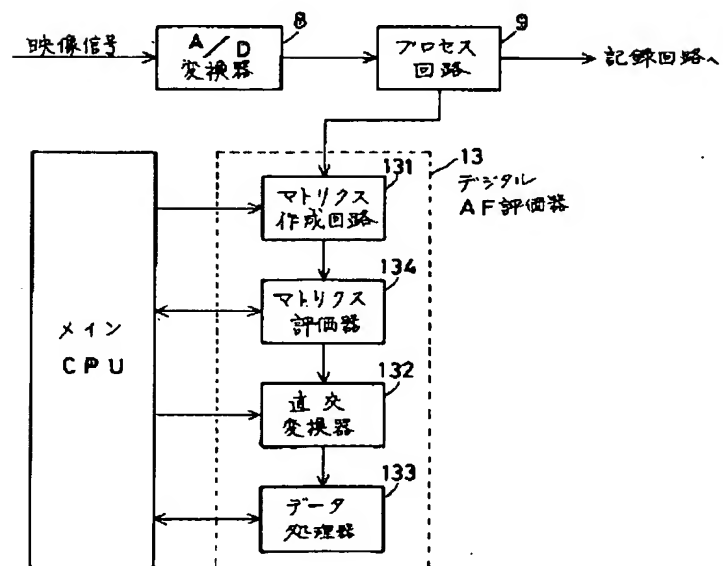 8
9
映像信号
A/D
変換器
プロセス
回路
記録回路へ
131
13
デジタル
AF評価器
マトリクス
作成回路
134
マトリクス
評価器
メイン
CPU
132
直交
変換器
133
データ
処理器